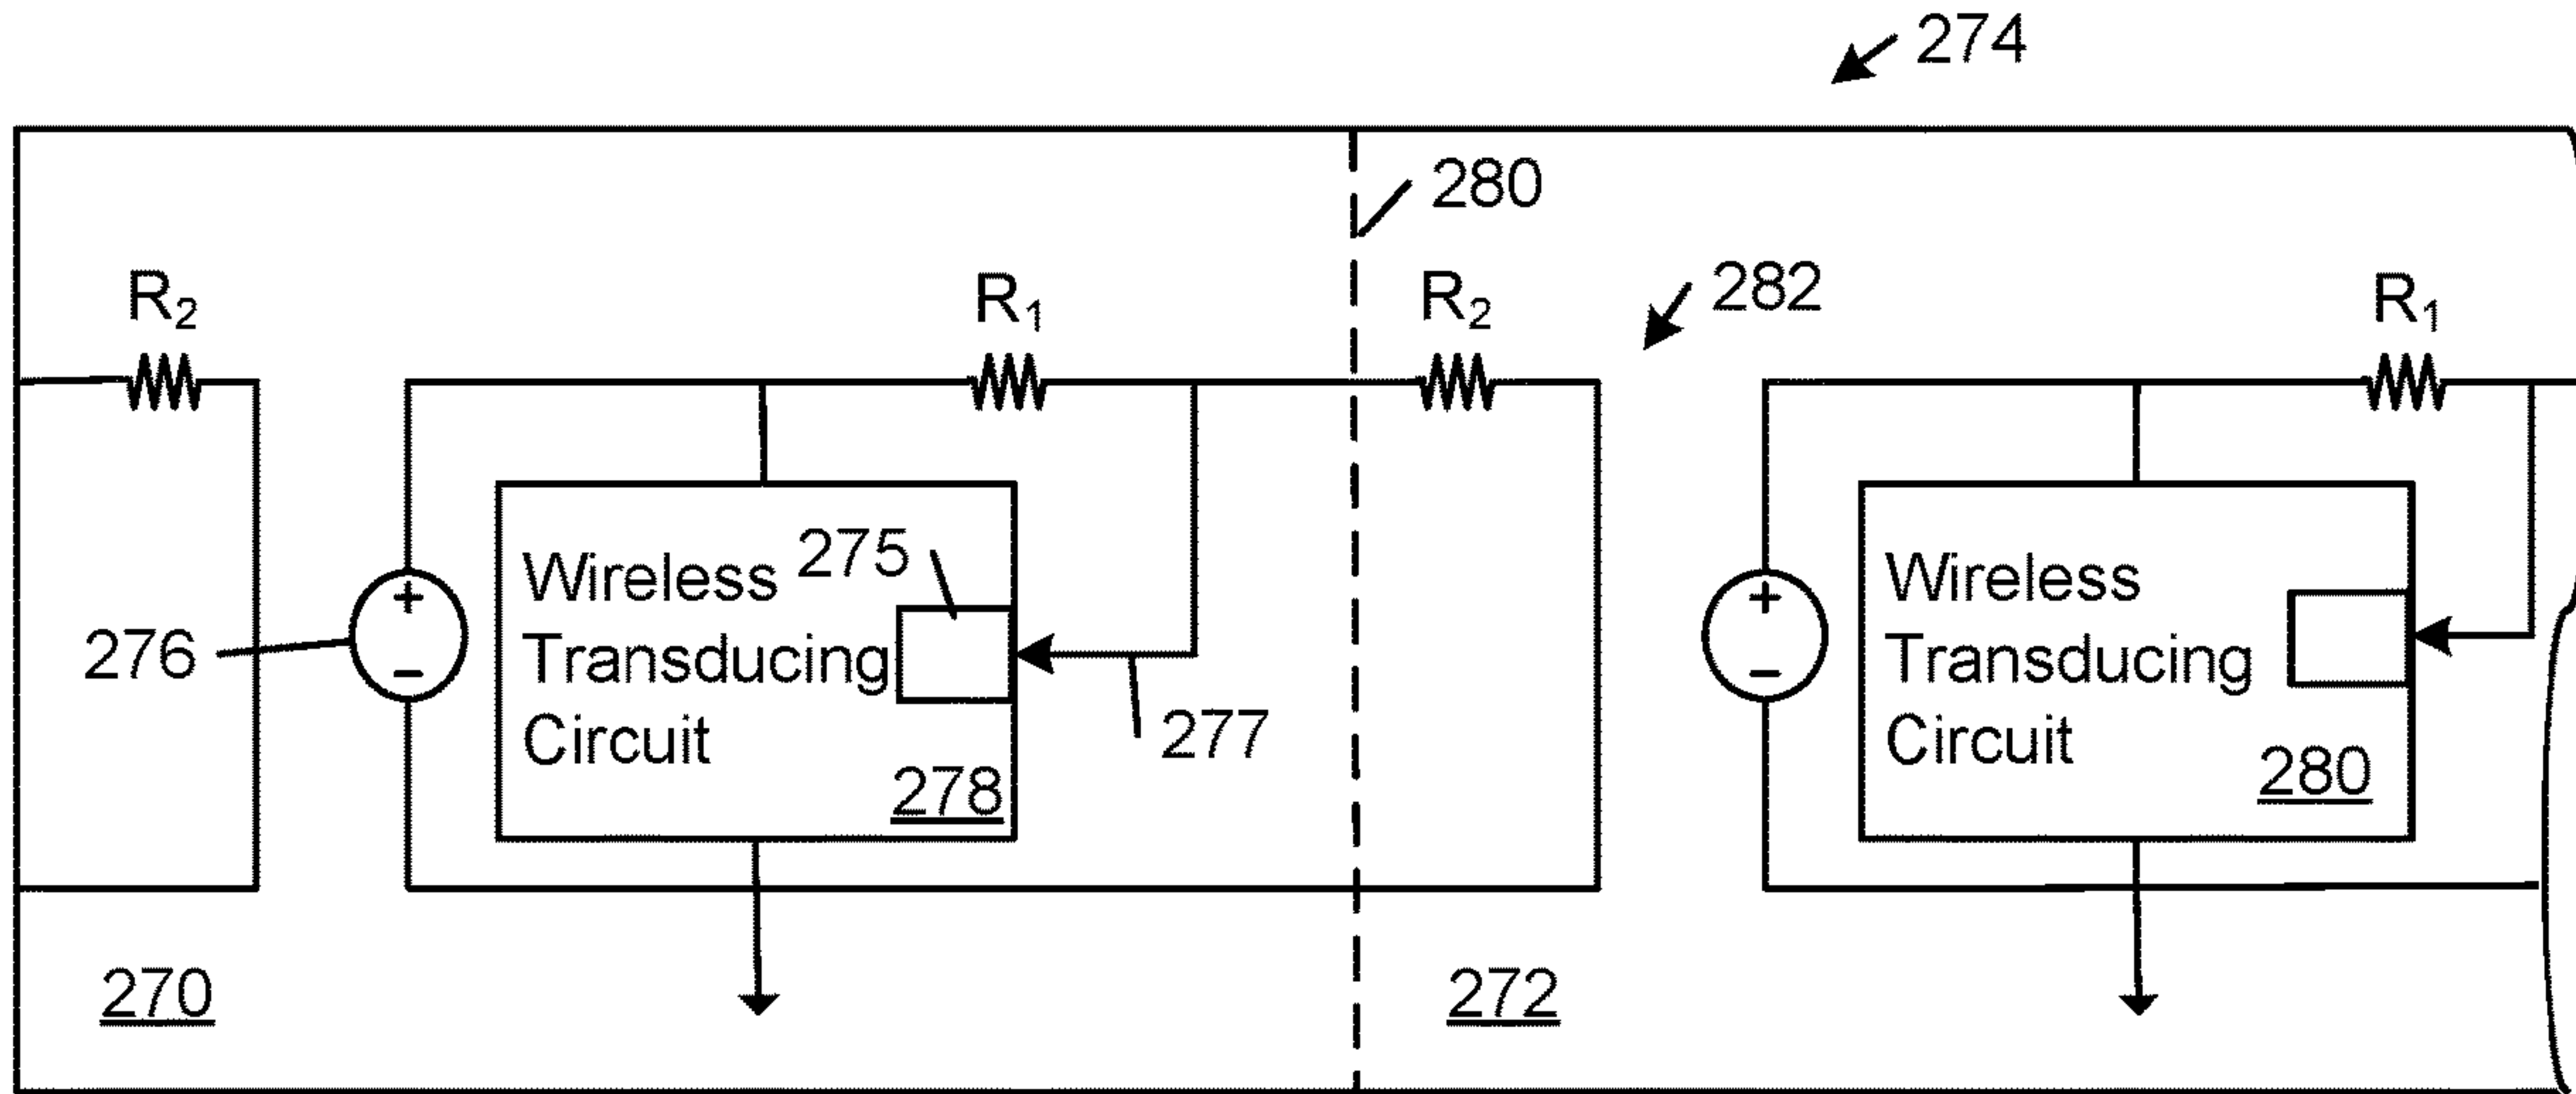 274
280
R2 R1 R2 282 R1
Wireless 275
Transducing
Circuit
278
276
277
Wireless
Transducing
Circuit
280
+
−
+
−
270
272